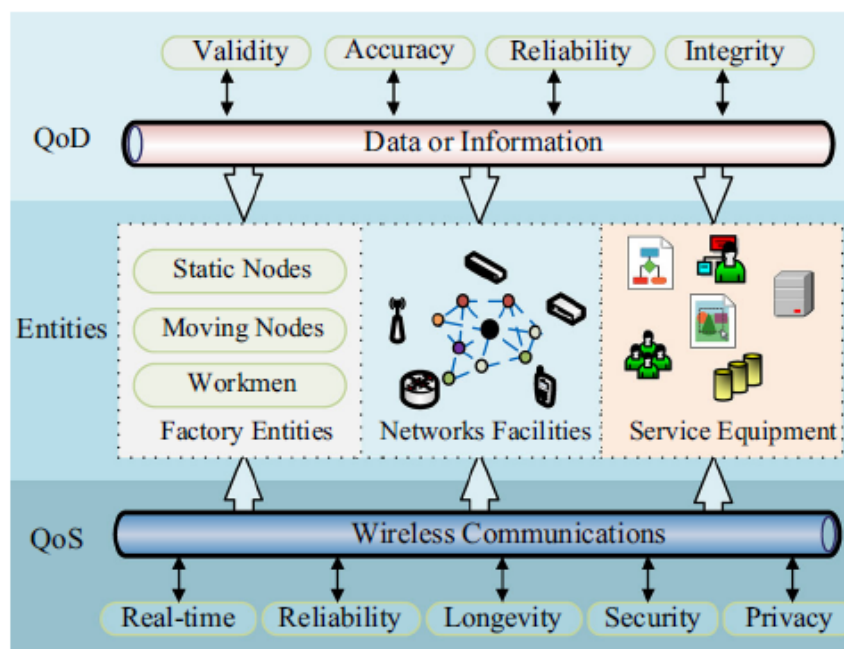 Validity
Accuracy
Reliability
Integrity
QoD
Data or Information
Entities
Static Nodes
Moving Nodes
Workmen
Factory Entities
Networks Facilities
Service Equipment
QoS
Wireless Communications
Real-time
Reliability
Longevity
Security
Privacy